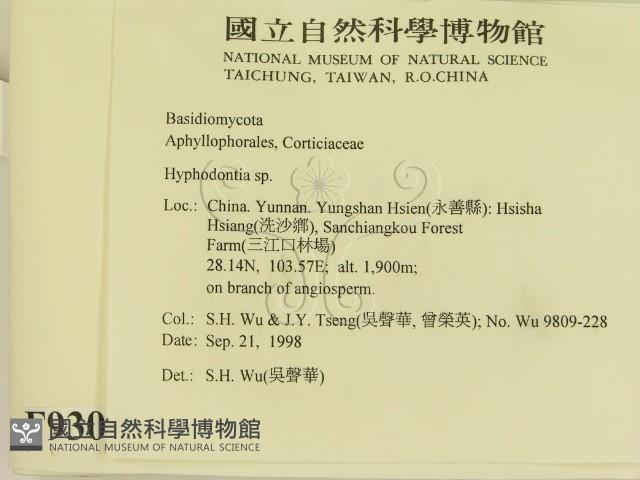 國立自然科學博物館
NATIONAL MUSEUM OF NATURAL SCIENCE
TAICHUNG, TAIWAN, R.O.CHINA
Basidiomycota
Aphyllophorales, Corticiaceae
Hyphodontia sp.
Loc.: China. Yunnan. Yungshan Hsien(永善縣): Hsisha
Hsiang(洗沙鄉), Sanchiangkou Forest
Farm(三江口林場)
28.14N, 103.57E; alt. 1,900m;
on branch of angiosperm.
Col.: S.H. Wu & J.Y. Tseng(吳聲華, 曾榮英); No. Wu 9809-228
Date: Sep. 21, 1998
Det.: S.H. Wu(吳聲華)
F930
國立自然科學博物館
NATIONAL MUSEUM OF NATURAL SCIENCE